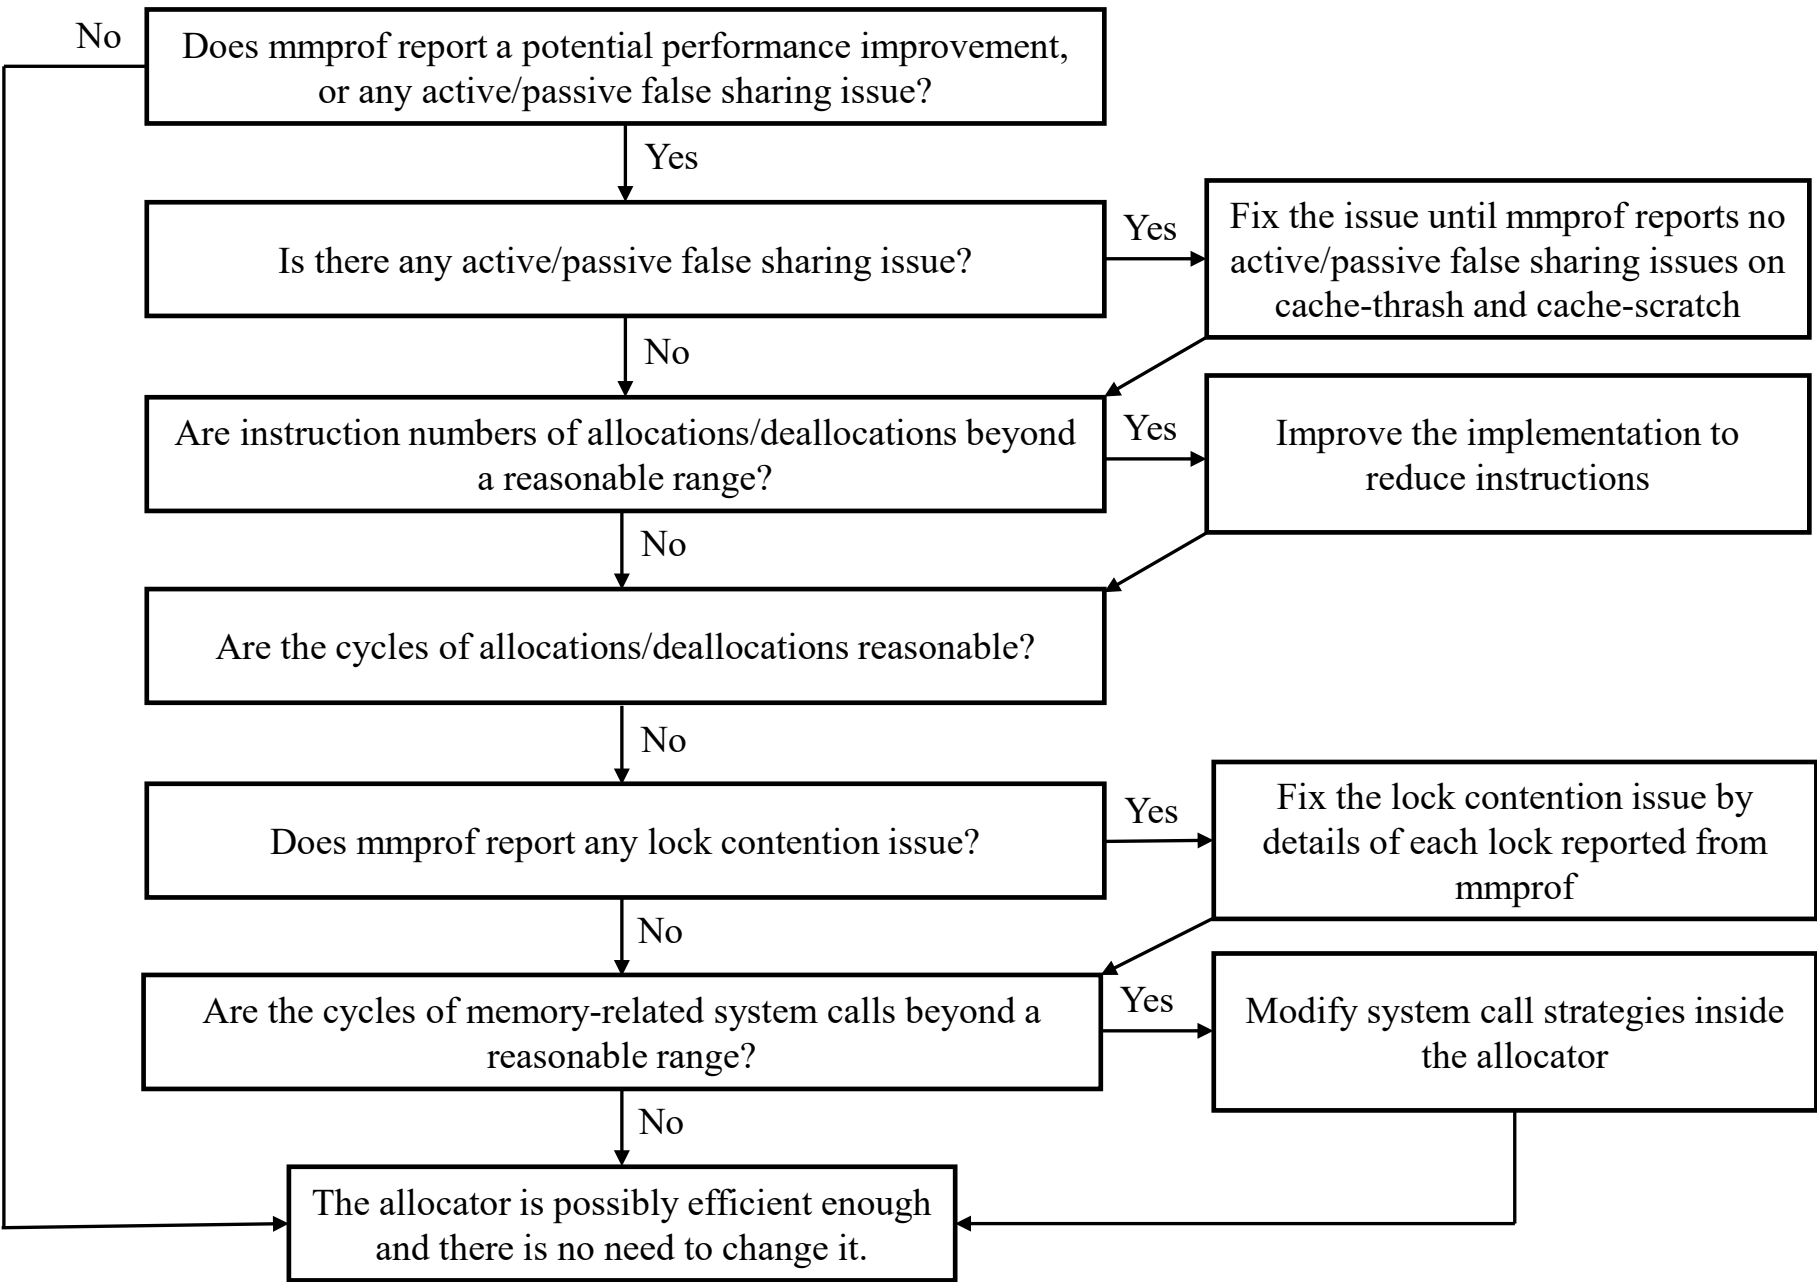 No
Does mmprof report a potential performance improvement,
or any active/passive false sharing issue?
Yes
Is there any active/passive false sharing issue?
Yes
Fix the issue until mmprof reports no
active/passive false sharing issues on
cache-thrash and cache-scratch
No
Are instruction numbers of allocations/deallocations beyond
a reasonable range?
Yes
Improve the implementation to
reduce instructions
No
Are the cycles of allocations/deallocations reasonable?
No
Does mmprof report any lock contention issue?
Yes
Fix the lock contention issue by
details of each lock reported from
mmprof
No
Are the cycles of memory-related system calls beyond a
reasonable range?
Yes
Modify system call strategies inside
the allocator
No
The allocator is possibly efficient enough
and there is no need to change it.